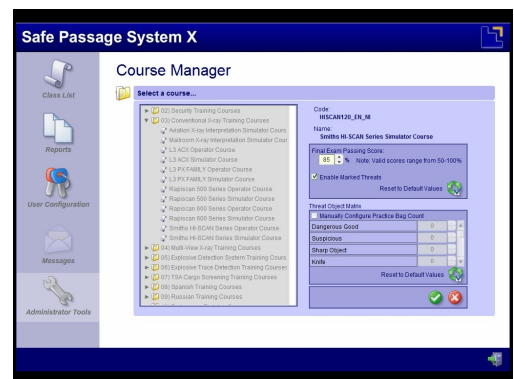 Safe Passage System X
Class List
Reports
User Configuration
Messages
Administrator Tools
Course Manager
Select a course...
02) Security Training Courses
03) Conventional X-ray Training Courses
Aviation X-ray Interpretation Simulator Cours
Mailroom X-ray Interpretation Simulator Cour
L3 ACX Operator Course
L3 ACX Simulator Course
L3 PX FAMILY Operator Course
L3 PX FAMILY Simulator Course
Rapiscan 500 Series Operator Course
Rapiscan 500 Series Simulator Course
Rapiscan 600 Series Operator Course
Rapiscan 600 Series Simulator Course
Smiths HI-SCAN Series Operator Course
Smiths HI-SCAN Series Simulator Course
04) Multi-View X-ray Training Courses
05) Explosive Detection System Training Cours
06) Explosive Trace Detection Training Courses
07) TSA Cargo Screening Training Courses
08) Spanish Training Courses
09) Russian Training Courses
Code:
HISCAN120_EN_NI
Name:
Smiths HI-SCAN Series Simulator Course
Final Exam Passing Score:
85 % Note: Valid scores range from 50-100%
Enable Marked Threats
Reset to Default Values
Threat Object Matrix
Manually Configure Practice Bag Count
Dangerous Good 0
Suspicious 0
Sharp Object 0
Knife 0
Reset to Default Values